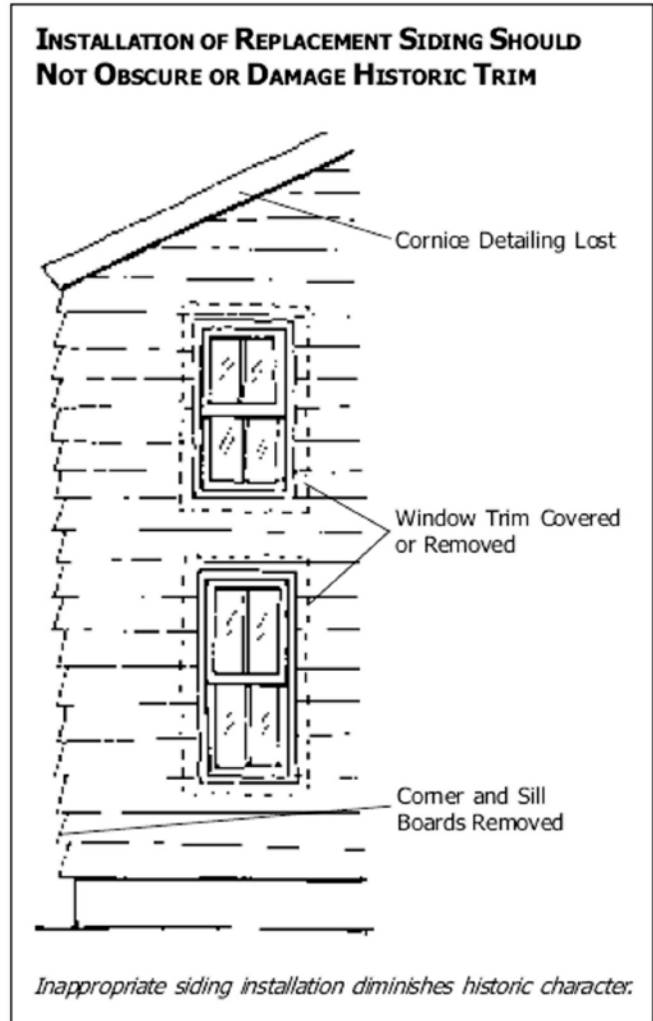 INSTALLATION OF REPLACEMENT SIDING SHOULD
NOT OBSCURE OR DAMAGE HISTORIC TRIM
Cornice Detailing Lost
Window Trim Covered
or Removed
Corner and Sill
Boards Removed
Inappropriate siding installation diminishes historic character.